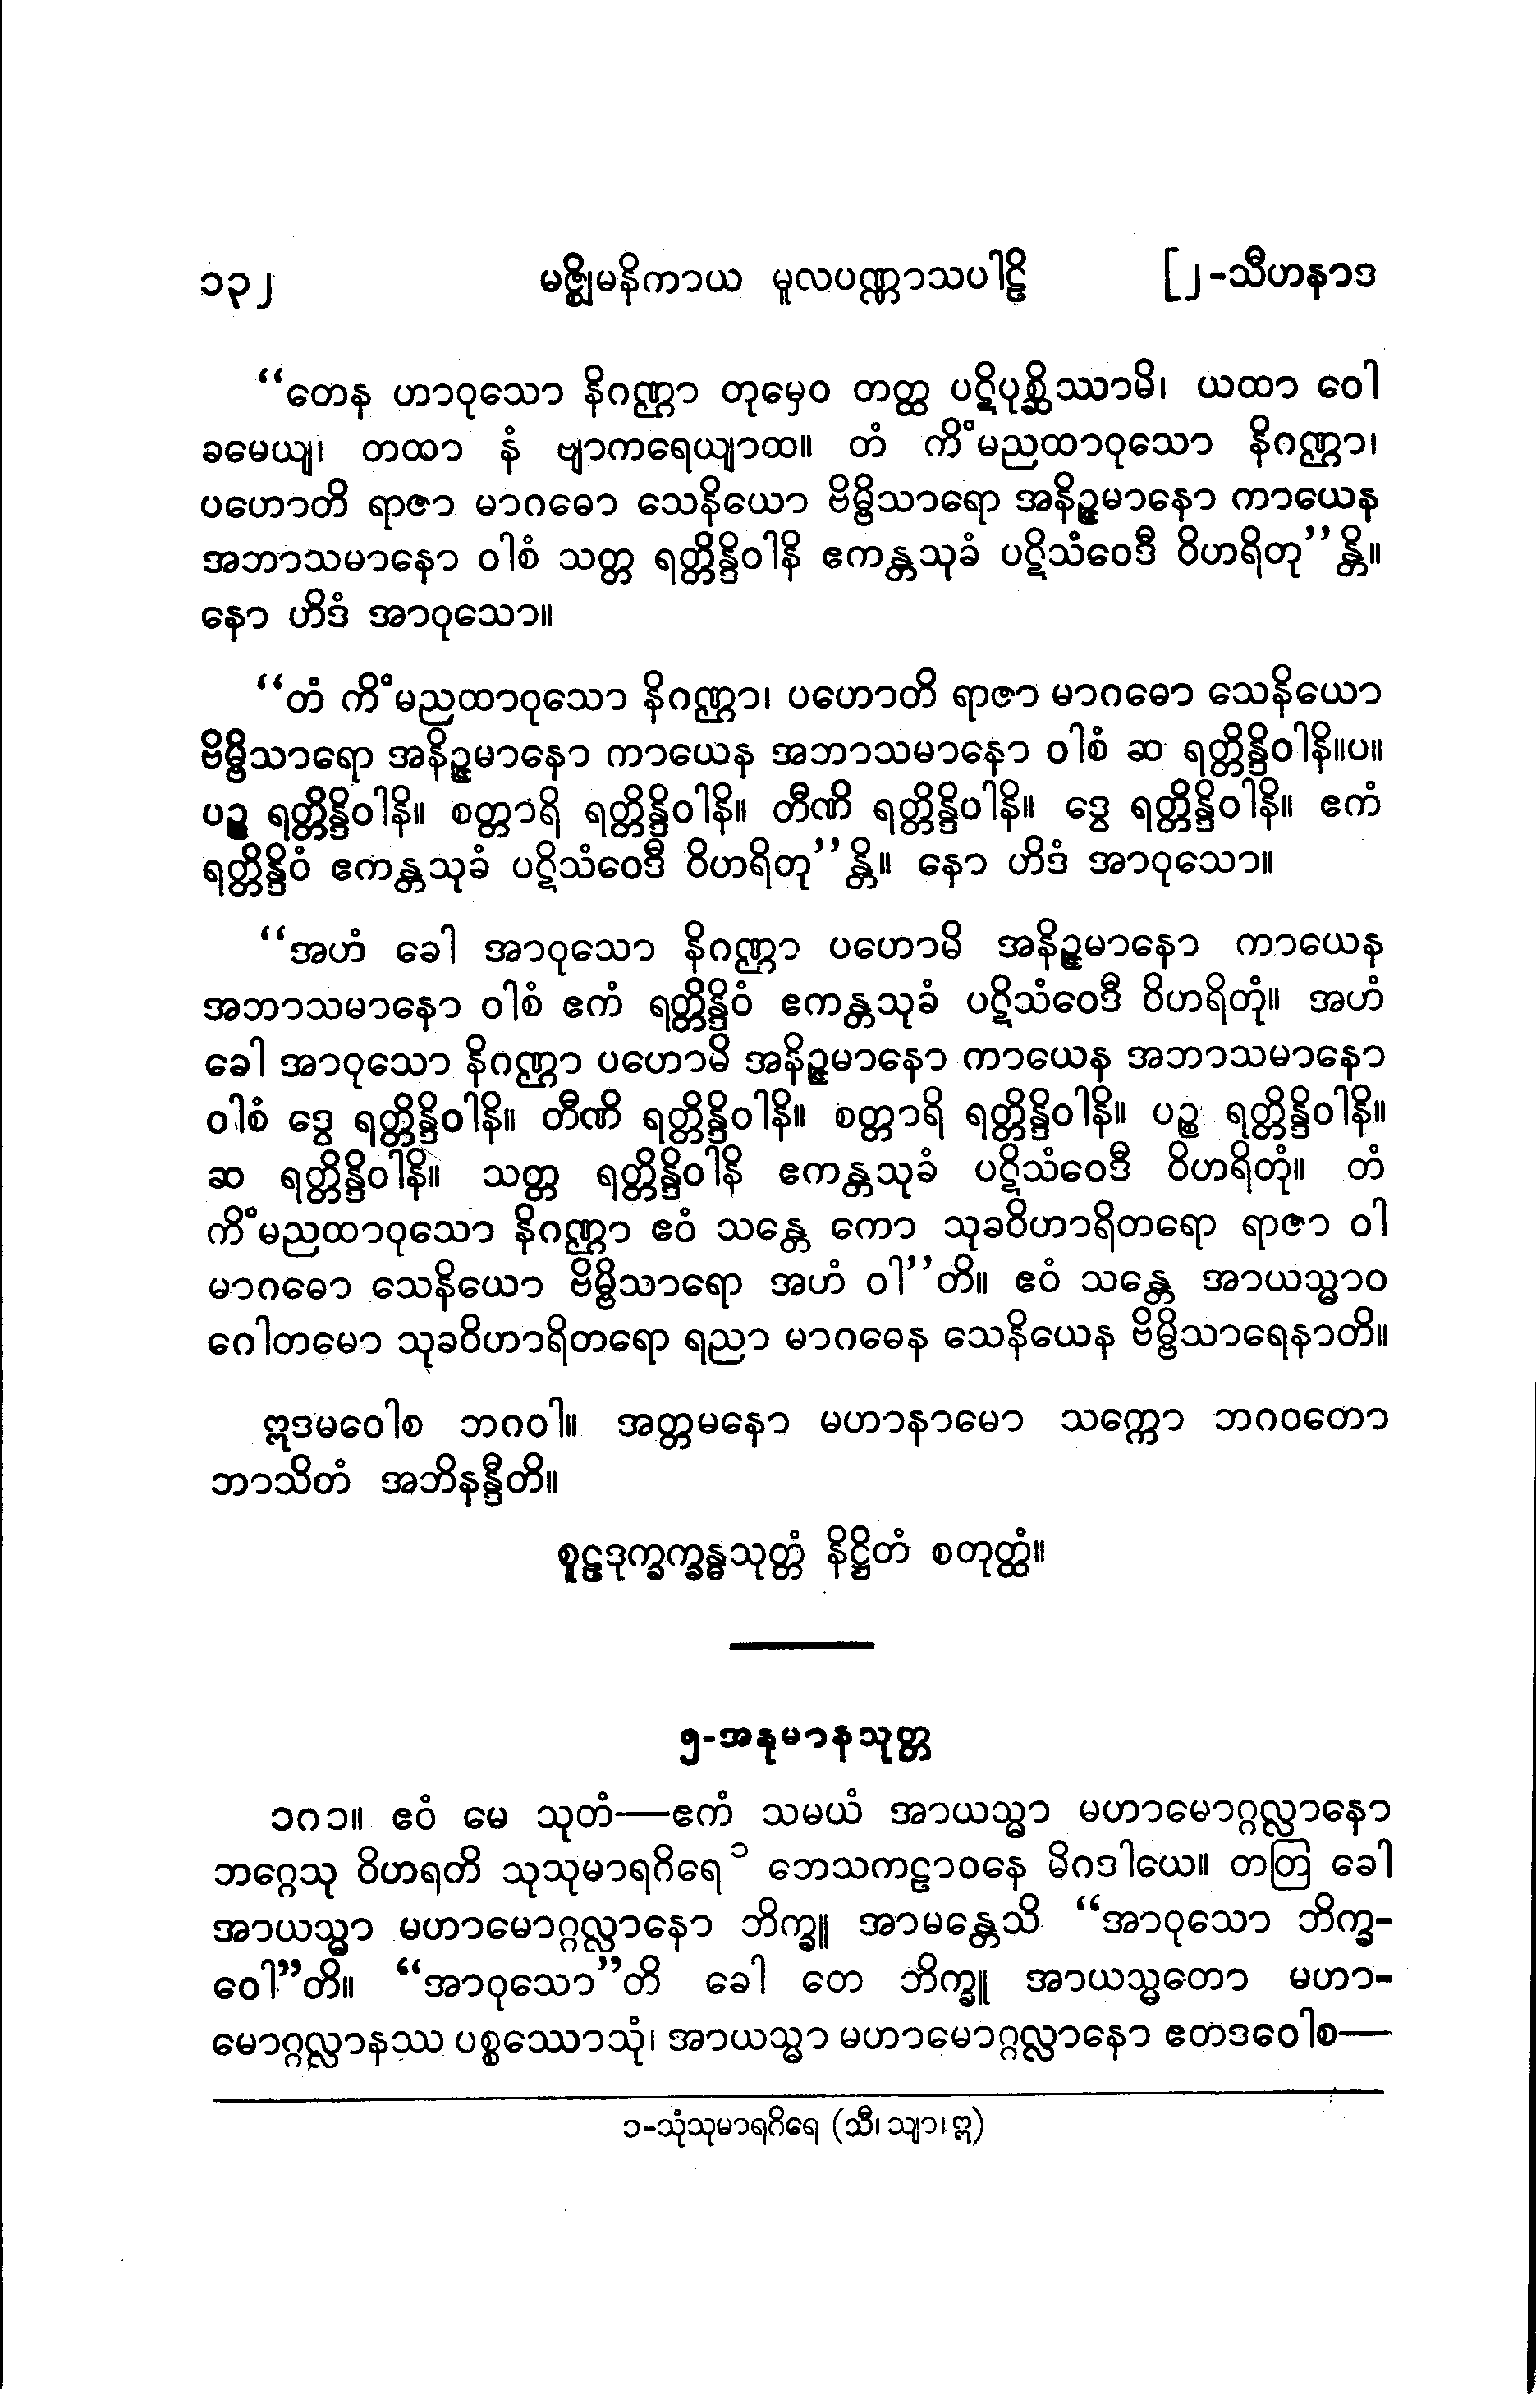 ၁၃၂ မဇ္ဈိမနိကာယ မူလပဏ္ဏာသပါဠိ [၂-သီဟနာဒ
“တေန ဟာဝုသော နိဂဏ္ဌာ တုမှေဝ တတ္ထ ပဋိပုစ္ဆိဿာမိ၊ ယထာ ဝေါ
ခမေယျ၊ တထာ နံ ဗျာကရေယျာထ။ တံ ကိံ မညထာဝုသော နိဂဏ္ဌာ၊
ပဟောတိ ရာဇာ မာဂဓော သေနိယော ဗိမ္ဗိသာရော အနိဉ္ဇမာနော ကာယေန
အဘာသမာနော ဝါစံ သတ္တ ရတ္တိန္ဒိဝါနိ ဧကန္တသုခံ ပဋိသံဝေဒီ ဝိဟရိတု”န္တိ။
နော ဟိဒံ အာဝုသော။
“တံ ကိံ မညထာဝုသော နိဂဏ္ဌာ၊ ပဟောတိ ရာဇာ မာဂဓော သေနိယော
ဗိမ္ဗိသာရော အနိဉ္ဇမာနော ကာယေန အဘာသမာနော ဝါစံ ဆ ရတ္တိန္ဒိဝါနိ။ပ။
ပဉ္စ ရတ္တိန္ဒိဝါနိ။ စတ္တာရိ ရတ္တိန္ဒိဝါနိ။ တီဏိ ရတ္တိန္ဒိဝါနိ။ ဒွေ ရတ္တိန္ဒိဝါနိ။ ဧကံ
ရတ္တိန္ဒိဝံ ဧကန္တသုခံ ပဋိသံဝေဒီ ဝိဟရိတု”န္တိ။ နော ဟိဒံ အာဝုသော။
“အဟံ ခေါ အာဝုသော နိဂဏ္ဌာ ပဟောမိ အနိဉ္ဇမာနော ကာယေန
အဘာသမာနော ဝါစံ ဧကံ ရတ္တိန္ဒိဝံ ဧကန္တသုခံ ပဋိသံဝေဒီ ဝိဟရိတုံ။ အဟံ
ခေါ အာဝုသော နိဂဏ္ဌာ ပဟောမိ အနိဉ္ဇမာနော ကာယေန အဘာသမာနော
ဝါစံ ဒွေ ရတ္တိန္ဒိဝါနိ။ တီဏိ ရတ္တိန္ဒိဝါနိ။ စတ္တာရိ ရတ္တိန္ဒိဝါနိ။ ပဉ္စ ရတ္တိန္ဒိဝါနိ။
ဆ ရတ္တိန္ဒိဝါနိ။ သတ္တ ရတ္တိန္ဒိဝါနိ ဧကန္တသုခံ ပဋိသံဝေဒီ ဝိဟရိတုံ။ တံ
ကိံ မညထာဝုသော နိဂဏ္ဌာ ဧဝံ သန္တေ ကော သုခဝိဟာရိတရော ရာဇာ ဝါ
မာဂဓော သေနိယော ဗိမ္ဗိသာရော အဟံ ဝါ”တိ။ ဧဝံ သန္တေ အာယသ္မာဝ
ဂေါတမော သုခဝိဟာရိတရော ရညာ မာဂဓေန သေနိယေန ဗိမ္ဗိသာရေနာတိ။
ဣဒမဝေါစ ဘဂဝါ။ အတ္တမနော မဟာနာမော သက္ကော ဘဂဝတော
ဘာသိတံ အဘိနန္ဒီတိ။
စူဠဒုက္ခက္ခန္ဓသုတ္တံ နိဋ္ဌိတံ စတုတ္ထံ။
၅-အနုမာနသုတ္တ
၁၈၁။ ဧဝံ မေ သုတံ—ဧကံ သမယံ အာယသ္မာ မဟာမောဂ္ဂလ္လာနော
ဘဂ္ဂေသု ဝိဟရတိ သုသုမာရဂိရေ ၁ ဘေသကဠာဝနေ မိဂဒါယေ။ တတြ ခေါ
အာယသ္မာ မဟာမောဂ္ဂလ္လာနော ဘိက္ခူ အာမန္တေသိ “အာဝုသော ဘိက္ခ-
ဝေါ”တိ။ “အာဝုသော”တိ ခေါ တေ ဘိက္ခူ အာယသ္မတော မဟာ-
မောဂ္ဂလ္လာနဿ ပစ္စဿောသုံ၊ အာယသ္မာ မဟာမောဂ္ဂလ္လာနော ဧတဒဝေါစ—
၁-သုံသုမာရဂိရေ (သီ၊ သျာ၊ ဣ)